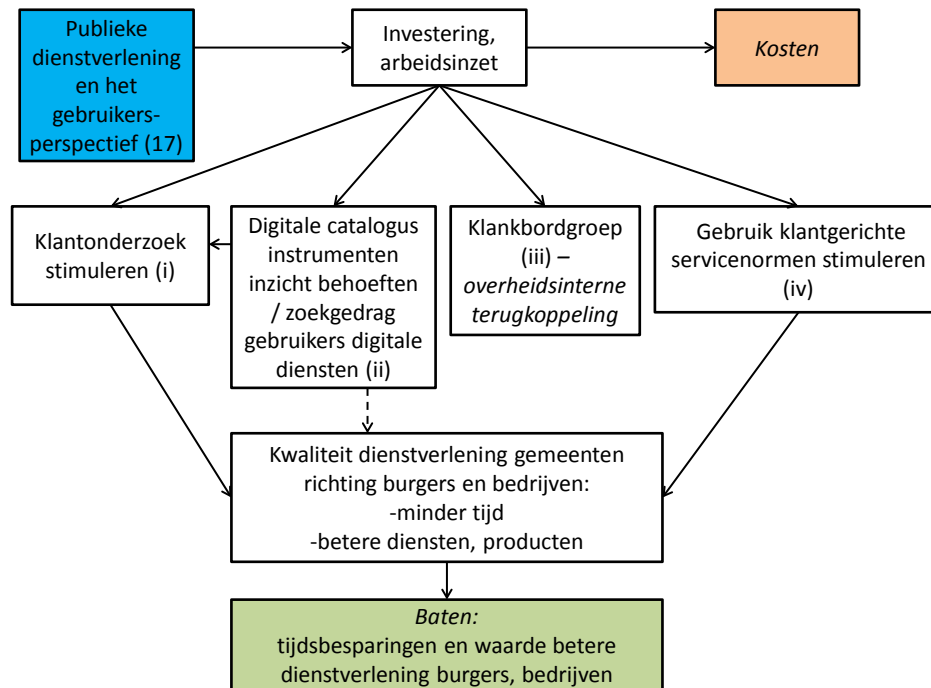 Publieke
dienstverlening
en het
gebruikers-
perspectief (17)
Investering,
arbeidsinzet
Kosten
Klantonderzoek
stimuleren (i)
Digitale catalogus
instrumenten
inzicht behoeften
/ zoekgedrag
gebruikers digitale
diensten (ii)
Klankbordgroep
(iii) –
overheidsinterne
terugkoppeling
Gebruik klantgerichte
servicenormen stimuleren
(iv)
Kwaliteit dienstverlening gemeenten
richting burgers en bedrijven:
-minder tijd
-betere diensten, producten
Baten:
tijdsbesparingen en waarde betere
dienstverlening burgers, bedrijven